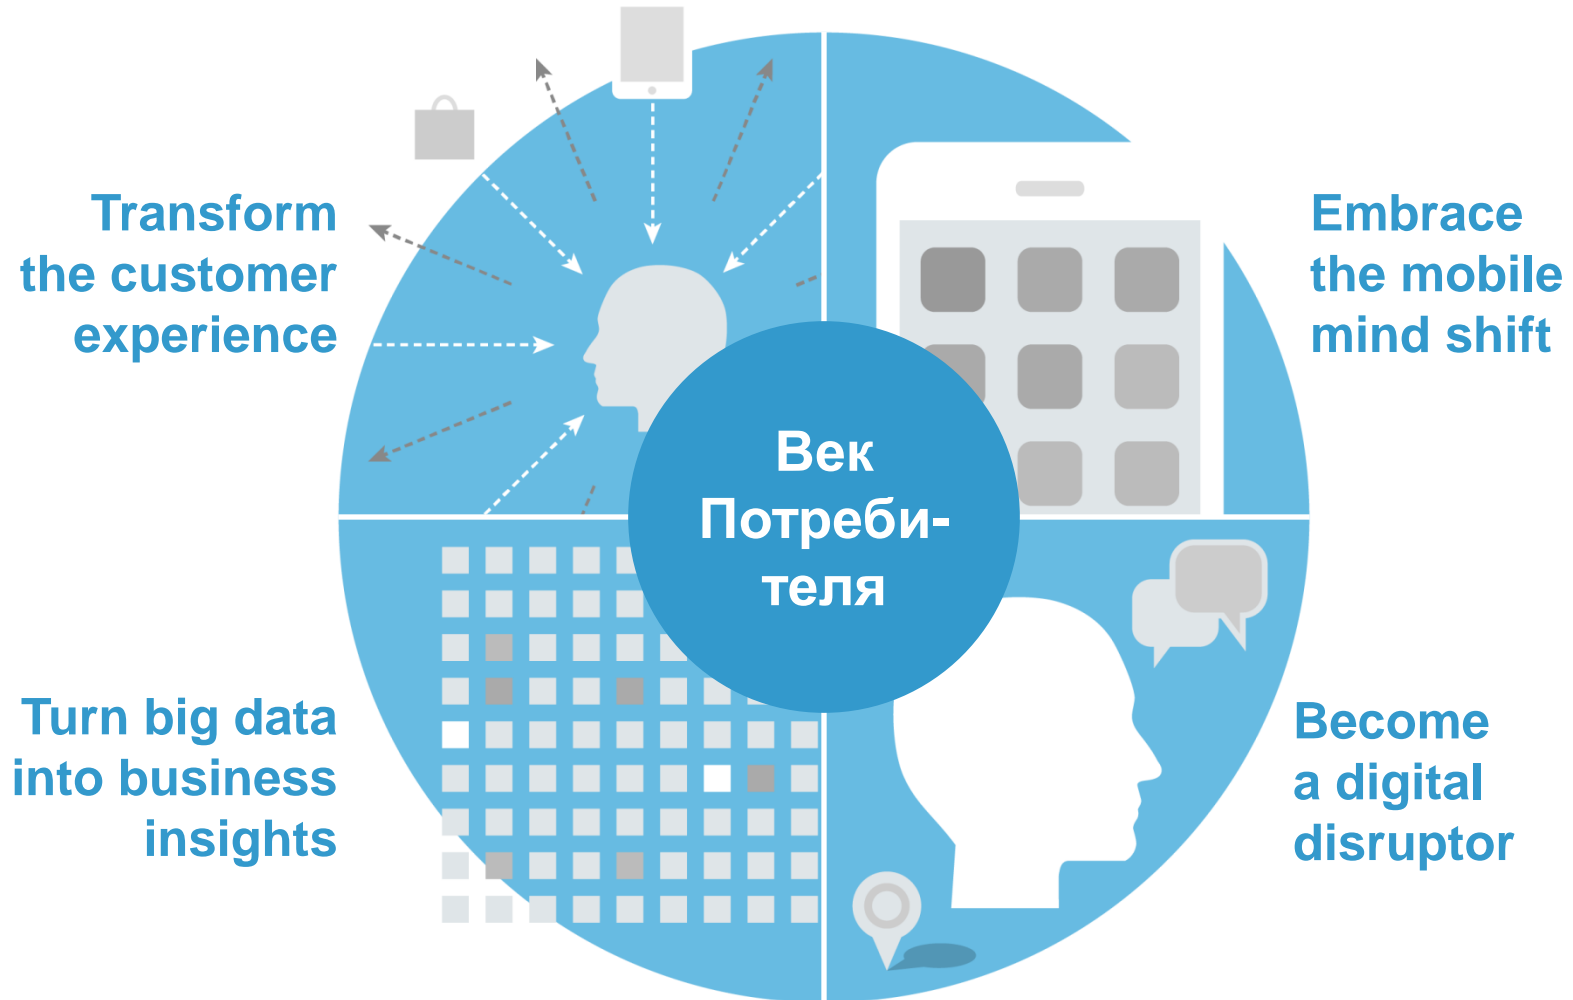 Transform
the customer
experience
Embrace
the mobile
mind shift
Век
Потреби-
теля
Turn big data
into business
insights
Become
a digital
disruptor